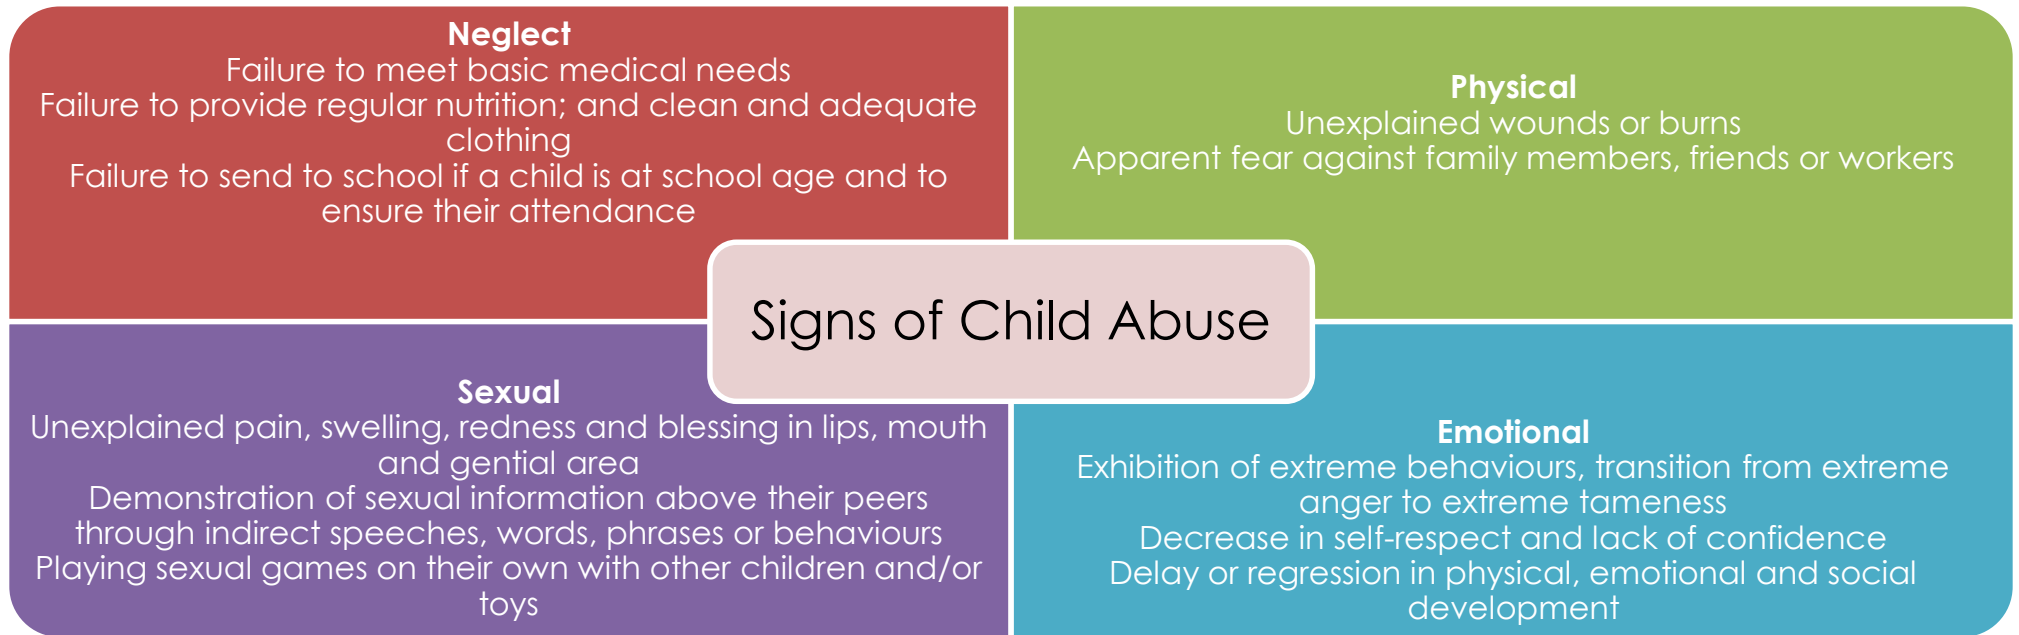 Neglect
Failure to meet basic medical needs
Failure to provide regular nutrition; and clean and adequate
clothing
Failure to send to school if a child is at school age and to
ensure their attendance
Physical
Unexplained wounds or burns
Apparent fear against family members, friends or workers
Signs of Child Abuse
Sexual
Unexplained pain, swelling, redness and blessing in lips, mouth
and gential area
Demonstration of sexual information above their peers
through indirect speeches, words, phrases or behaviours
Playing sexual games on their own with other children and/or
toys
Emotional
Exhibition of extreme behaviours, transition from extreme
anger to extreme tameness
Decrease in self-respect and lack of confidence
Delay or regression in physical, emotional and social
development